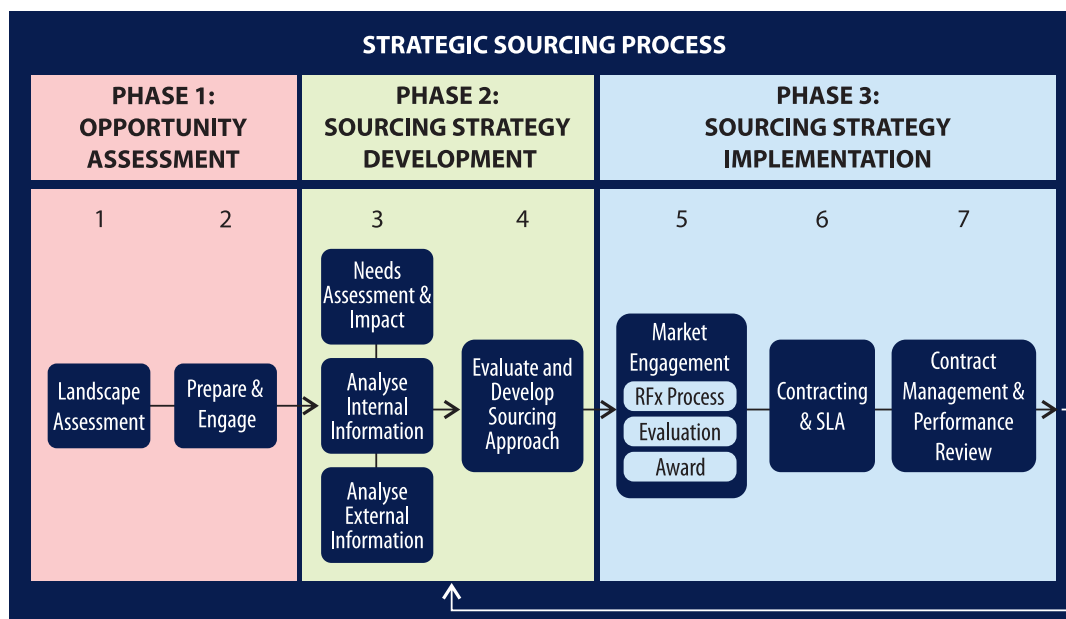 STRATEGIC SOURCING PROCESS
PHASE 1:
OPPORTUNITY
ASSESSMENT
PHASE 2:
SOURCING STRATEGY
DEVELOPMENT
PHASE 3:
SOURCING STRATEGY
IMPLEMENTATION
1
2
3
4
5
6
7
Landscape
Assessment
Prepare &
Engage
Needs
Assessment &
Impact
Analyse
Internal
Information
Analyse
External
Information
Evaluate and
Develop
Sourcing
Approach
Market
Engagement
RFx Process
Evaluation
Award
Contracting
& SLA
Contract
Management &
Performance
Review